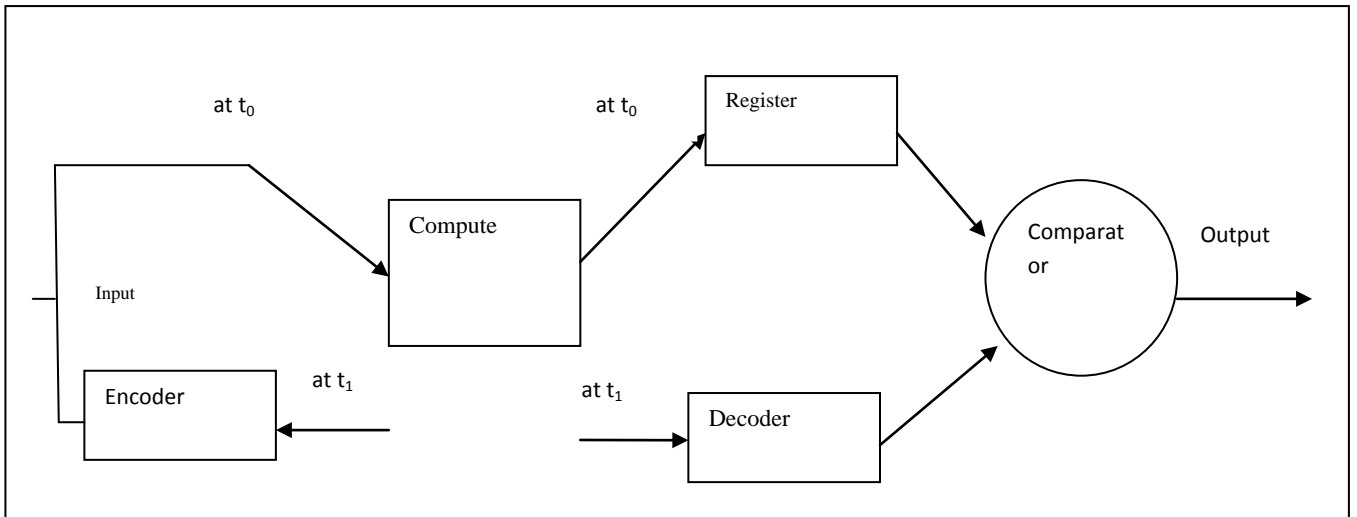 at t₀
at t₀
Register
Compute
Comparat
or
Output
Input
Encoder
at t₁
at t₁
Decoder